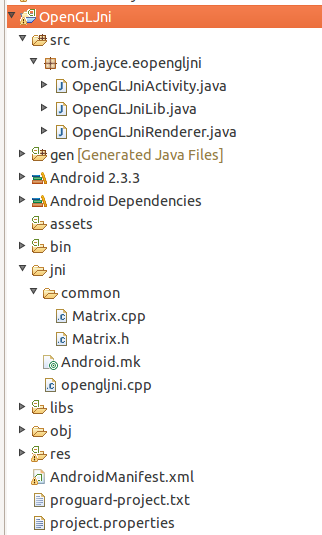 OpenGLJni
src
com.jayce.eopengljni
OpenGLJniActivity.java
OpenGLJniLib.java
OpenGLJniRenderer.java
gen [Generated Java Files]
Android 2.3.3
Android Dependencies
assets
bin
jni
common
Matrix.cpp
Matrix.h
Android.mk
opengljni.cpp
libs
obj
res
AndroidManifest.xml
proguard-project.txt
project.properties